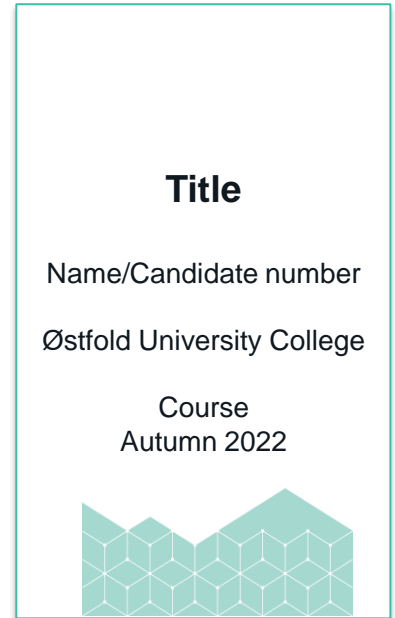 Title
Name/Candidate number
Østfold University College
Course
Autumn 2022